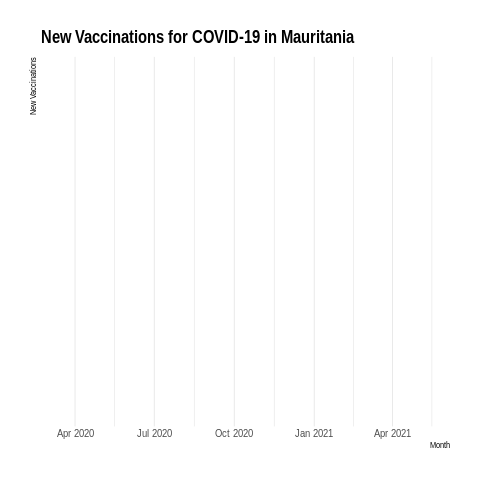 New Vaccinations for COVID-19 in Mauritania
New Vaccinations
Apr 2020 Jul 2020 Oct 2020 Jan 2021 Apr 2021
Month